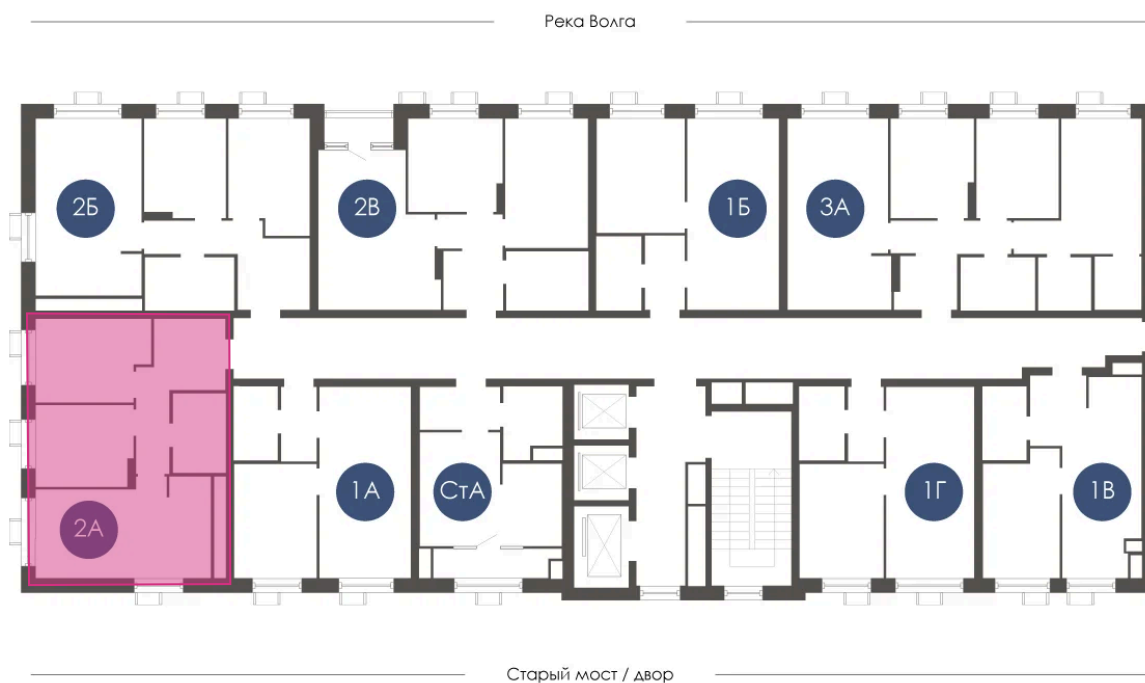 Река Волга
2Б
2В
1Б
3А
2А
1А
СтА
1Г
1В
Старый мост / двор